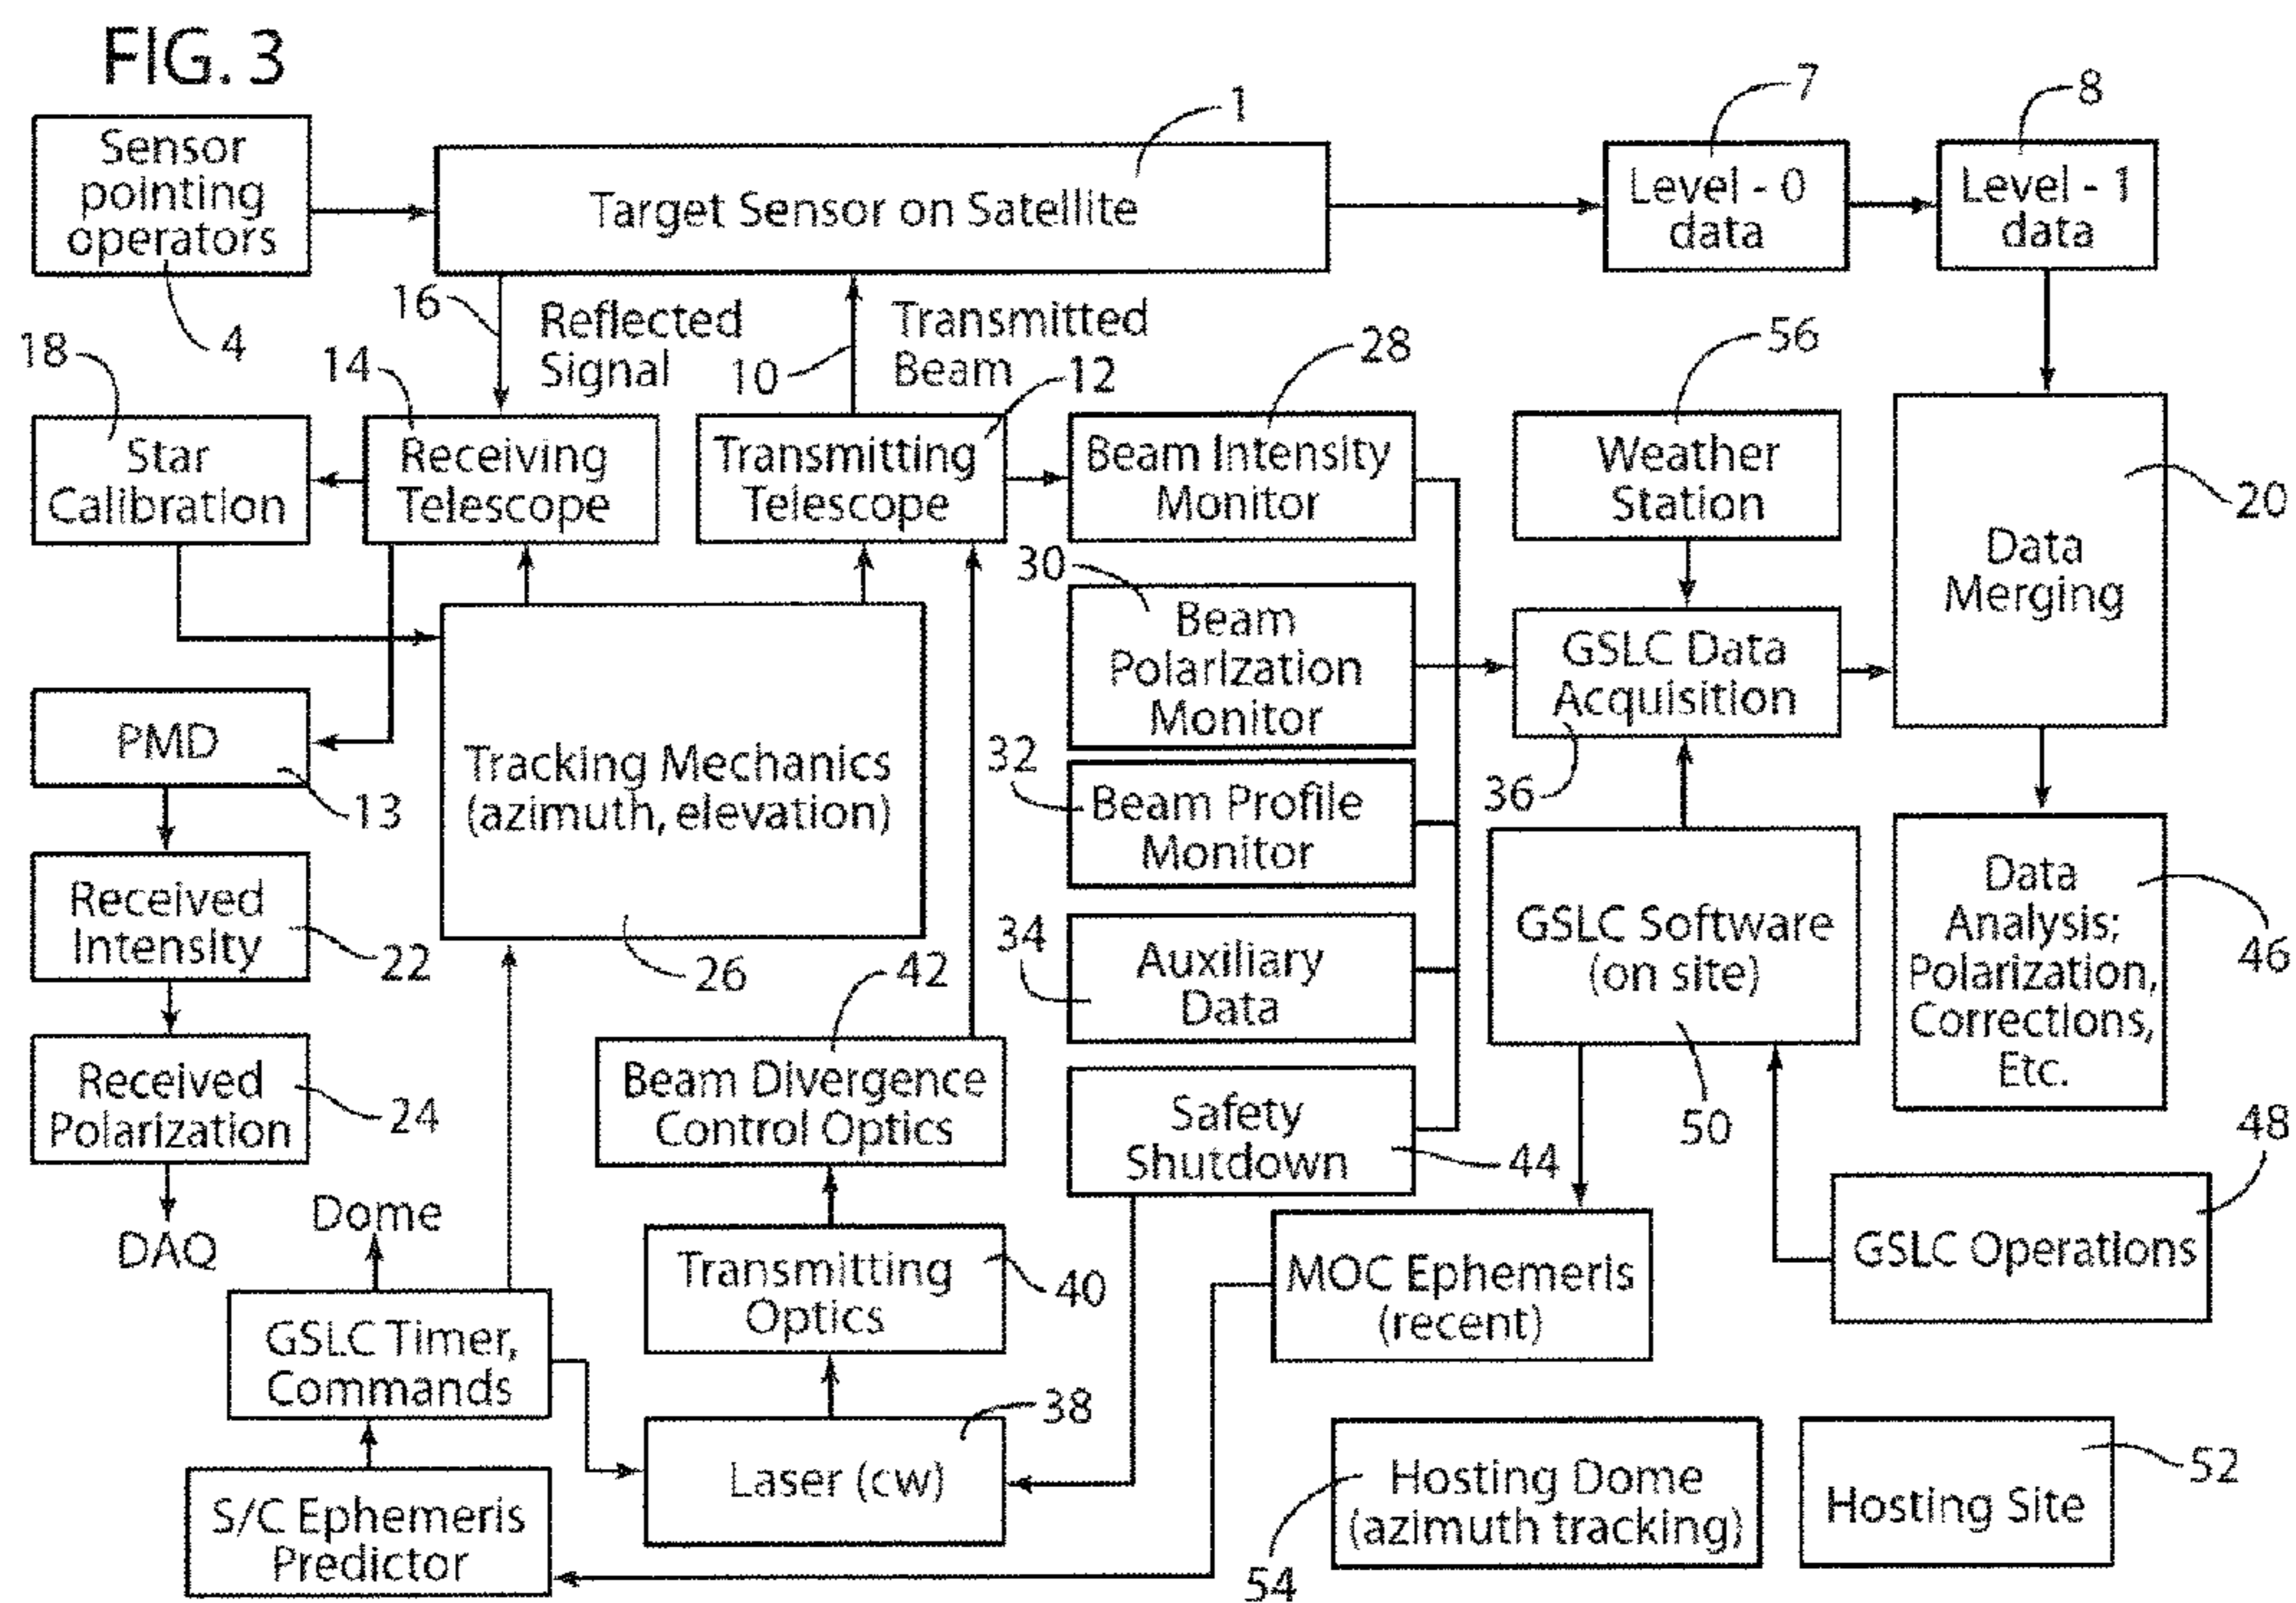 FIG. 3
1
7
8
Sensor
pointing
operators
Target Sensor on Satellite
Level - 0
data
Level - 1
data
4
16
Reflected
Signal
10
Transmitted
Beam
18
14
12
28
56
Star
Calibration
Receiving
Telescope
Transmitting
Telescope
Beam Intensity
Monitor
Weather
Station
20
Data
Merging
30
Beam
Polarization
Monitor
GSLC Data
Acquisition
36
PMD
13
Tracking Mechanics
(azimuth, elevation)
26
32
Beam Profile
Monitor
Received
Intensity
22
34
Auxiliary
Data
GSLC Software
(on site)
50
Data
Analysis;
Polarization,
Corrections,
Etc.
46
42
Received
Polarization
24
Beam Divergence
Control Optics
Safety
Shutdown
44
48
DAQ
Dome
Transmitting
Optics
40
MOC Ephemeris
(recent)
GSLC Operations
GSLC Timer,
Commands
38
Laser (cw)
S/C Ephemeris
Predictor
Hosting Dome
(azimuth tracking)
54
Hosting Site
52